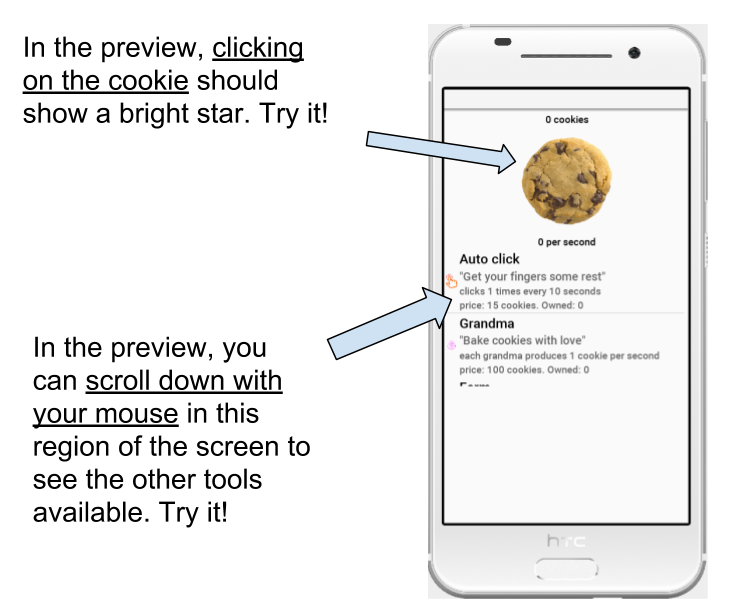 In the preview, clicking
on the cookie should
show a bright star. Try it!
0 cookies
0 per second
Auto click
"Get your fingers some rest"
clicks 1 times every 10 seconds
price: 15 cookies. Owned: 0
Grandma
"Bake cookies with love"
each grandma produces 1 cookie per second
price: 100 cookies. Owned: 0
In the preview, you
can scroll down with
your mouse in this
region of the screen to
see the other tools
available. Try it!
hTC